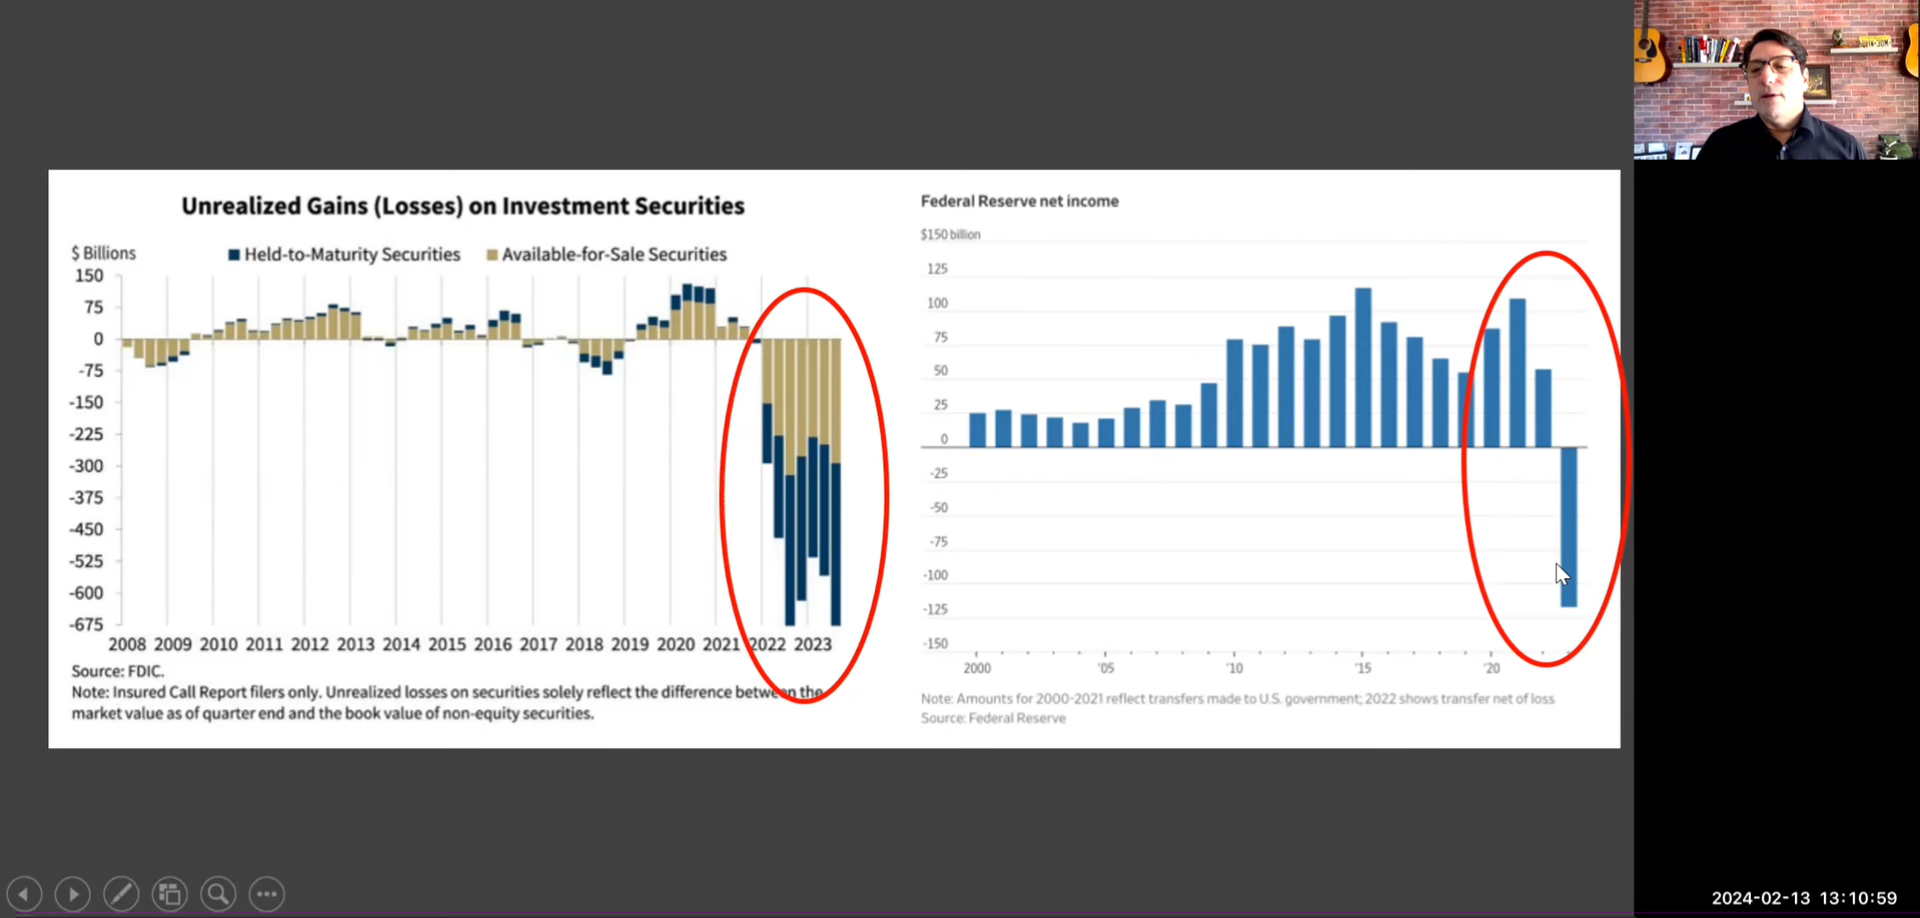 Unrealized Gains (Losses) on Investment Securities
$ Billions
Held-to-Maturity Securities
Available-for-Sale Securities
150
75
0
-75
-150
-225
-300
-375
-450
-525
-600
-675
2008 2009 2010 2011 2012 2013 2014 2015 2016 2017 2018 2019 2020 2021 2022 2023
Source: FDIC.
Note: Insured Call Report filers only. Unrealized losses on securities solely reflect the difference between the
market value as of quarter end and the book value of non-equity securities.
Federal Reserve net income
$150 billion
125
100
75
50
25
0
-25
-50
-75
-100
-125
-150
2000 '05 '10 '15 '20
Note: Amounts for 2000-2021 reflect transfers made to U.S. government; 2022 shows transfer net of loss
Source: Federal Reserve
2024-02-13 13:10:59